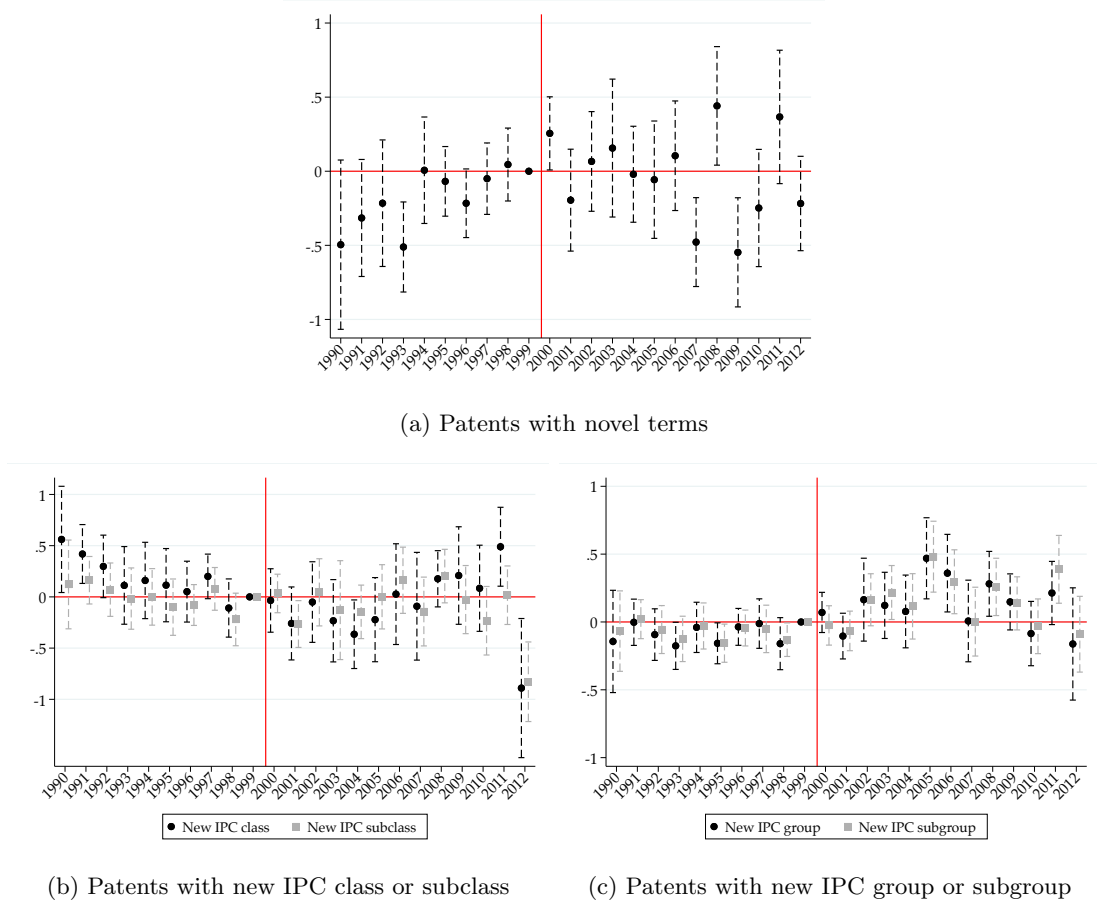 1
.5
0
-.5
-1
1990 1991 1992 1993 1994 1995 1996 1997 1998 1999 2000 2001 2002 2003 2004 2005 2006 2007 2008 2009 2010 2011 2012
(a) Patents with novel terms
1
.5
0
-.5
-1
1990 1991 1992 1993 1994 1995 1996 1997 1998 1999 2000 2001 2002 2003 2004 2005 2006 2007 2008 2009 2010 2011 2012
New IPC class New IPC subclass
(b) Patents with new IPC class or subclass
1
.5
0
-.5
-1
1990 1991 1992 1993 1994 1995 1996 1997 1998 1999 2000 2001 2002 2003 2004 2005 2006 2007 2008 2009 2010 2011 2012
New IPC group New IPC subgroup
(c) Patents with new IPC group or subgroup